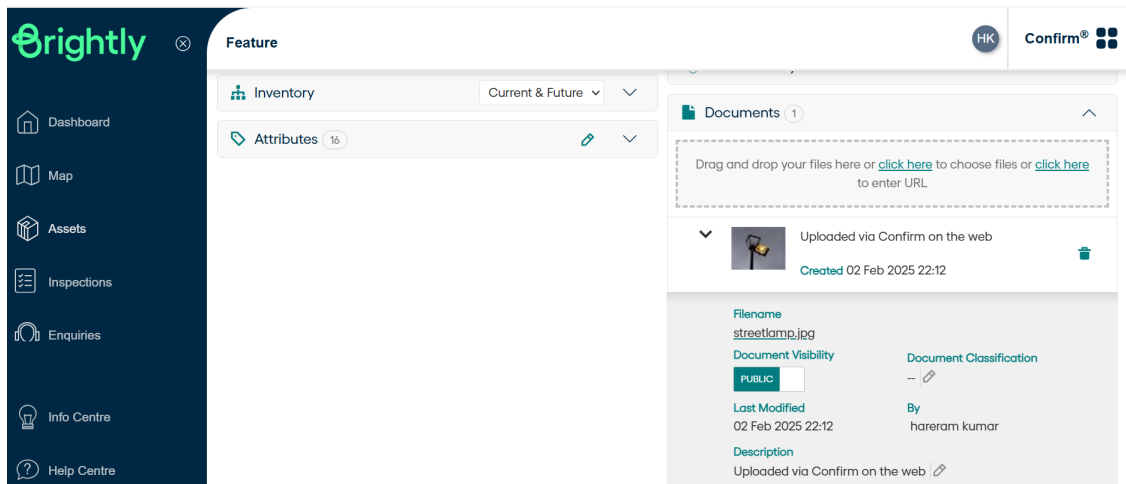 Brightly
Feature
HK
Confirm®
Dashboard
Map
Assets
Inspections
Enquiries
Info Centre
Help Centre
Inventory
Current & Future
Attributes 16
Documents 1
Drag and drop your files here or click here to choose files or click here
to enter URL
Uploaded via Confirm on the web
Created 02 Feb 2025 22:12
Filename
streetlamp.jpg
Document Visibility
Document Classification
PUBLIC
--
Last Modified
By
02 Feb 2025 22:12
hareram kumar
Description
Uploaded via Confirm on the web